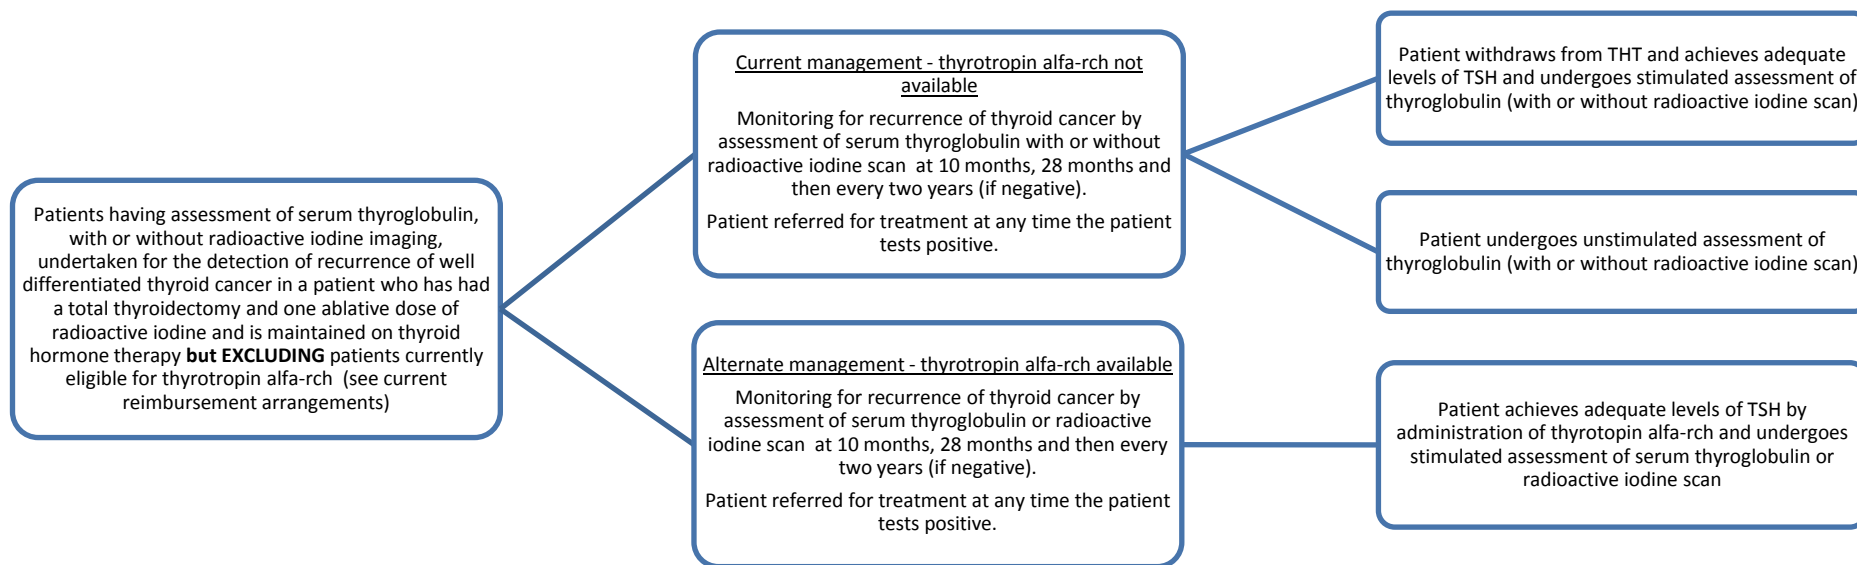 Patients having assessment of serum thyroglobulin,
with or without radioactive iodine imaging,
undertaken for the detection of recurrence of well
differentiated thyroid cancer in a patient who has had
a total thyroidectomy and one ablative dose of
radioactive iodine and is maintained on thyroid
hormone therapy but EXCLUDING patients currently
eligible for thyrotropin alfa-rch (see current
reimbursement arrangements)
Current management - thyrotropin alfa-rch not
available
Monitoring for recurrence of thyroid cancer by
assessment of serum thyroglobulin with or without
radioactive iodine scan at 10 months, 28 months and
then every two years (if negative).
Patient referred for treatment at any time the patient
tests positive.
Patient withdraws from THT and achieves adequate
levels of TSH and undergoes stimulated assessment of
thyroglobulin (with or without radioactive iodine scan)
Patient undergoes unstimulated assessment of
thyroglobulin (with or without radioactive iodine scan)
Alternate management - thyrotropin alfa-rch available
Monitoring for recurrence of thyroid cancer by
assessment of serum thyroglobulin or radioactive
iodine scan at 10 months, 28 months and then every
two years (if negative).
Patient referred for treatment at any time the patient
tests positive.
Patient achieves adequate levels of TSH by
administration of thyrotopin alfa-rch and undergoes
stimulated assessment of serum thyroglobulin or
radioactive iodine scan